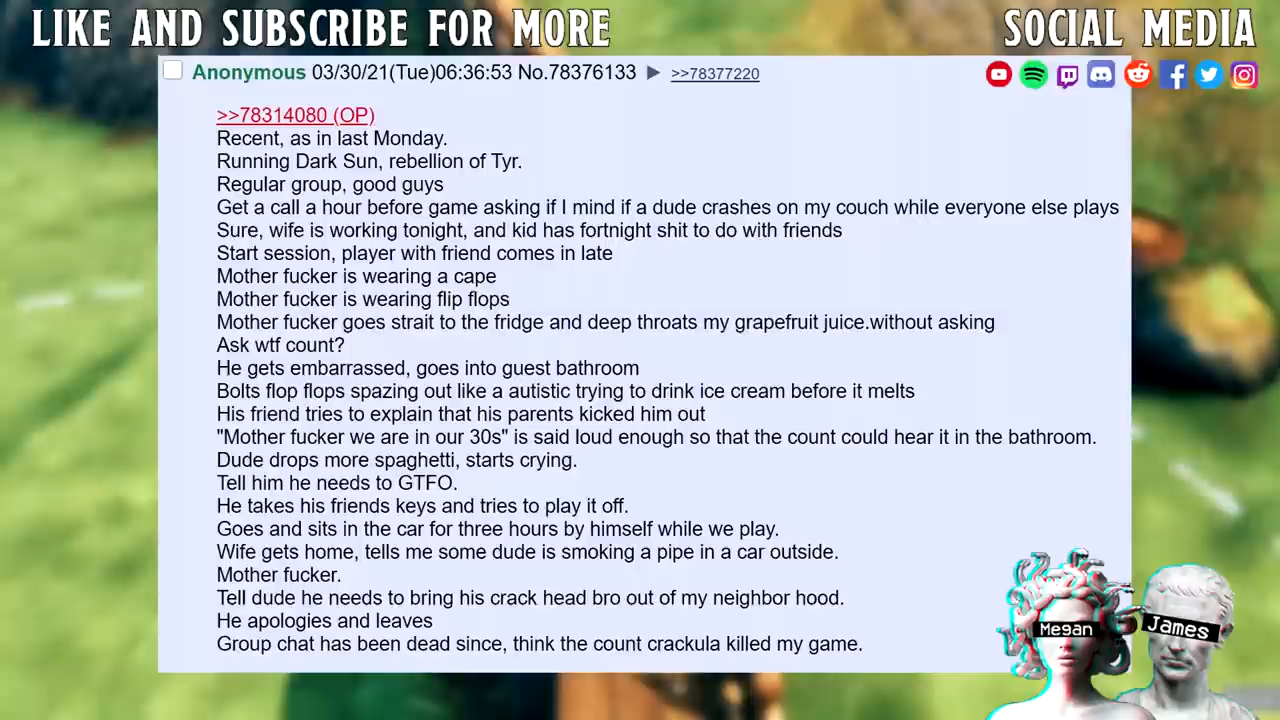 LIKE AND SUBSCRIBE FOR MORE
SOCIAL MEDIA
Anonymous 03/30/21(Tue)06:36:53 No.78376133 ▶ >>78377220
>>78314080 (OP)
Recent, as in last Monday.
Running Dark Sun, rebellion of Tyr.
Regular group, good guys
Get a call a hour before game asking if I mind if a dude crashes on my couch while everyone else plays
Sure, wife is working tonight, and kid has fortnight shit to do with friends
Start session, player with friend comes in late
Mother fucker is wearing a cape
Mother fucker is wearing flip flops
Mother fucker goes strait to the fridge and deep throats my grapefruit juice.without asking
Ask wtf count?
He gets embarrassed, goes into guest bathroom
Bolts flop flops spazing out like a autistic trying to drink ice cream before it melts
His friend tries to explain that his parents kicked him out
"Mother fucker we are in our 30s" is said loud enough so that the count could hear it in the bathroom.
Dude drops more spaghetti, starts crying.
Tell him he needs to GTFO.
He takes his friends keys and tries to play it off.
Goes and sits in the car for three hours by himself while we play.
Wife gets home, tells me some dude is smoking a pipe in a car outside.
Mother fucker.
Tell dude he needs to bring his crack head bro out of my neighbor hood.
He apologies and leaves
Group chat has been dead since, think the count crackula killed my game.
Megan
James